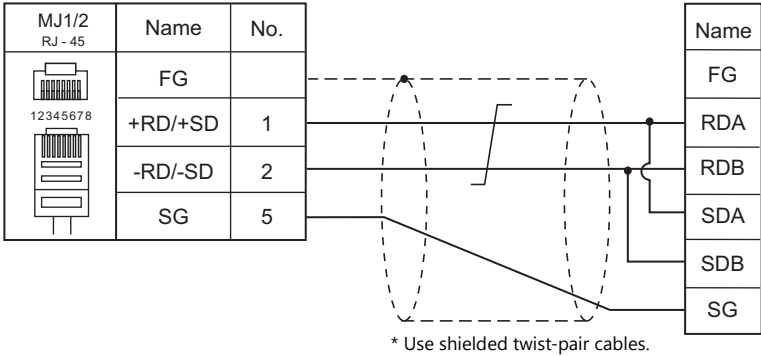 MJ1/2 Name No.
RJ - 45
FG
12345678
+RD/+SD 1
-RD/-SD 2
SG 5
Name
FG
RDA
RDB
SDA
SDB
SG
* Use shielded twist-pair cables.